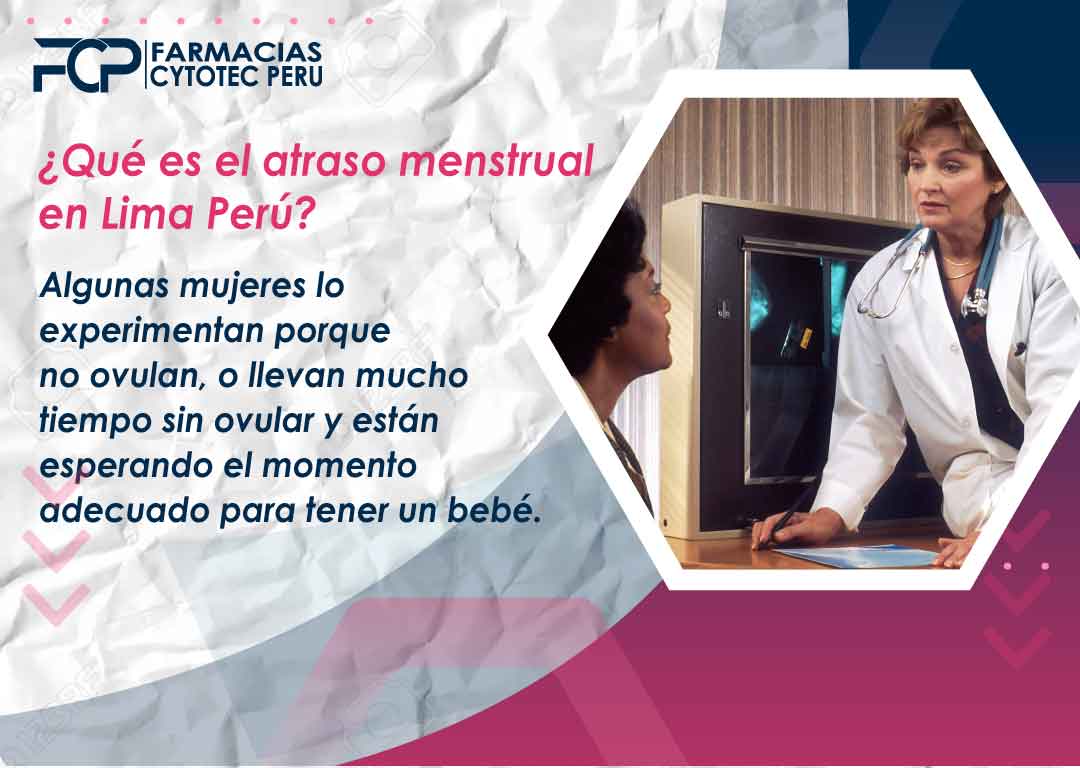 FCP
FARMACIAS
CYTOTEC PERU
¿Qué es el atraso menstrual
en Lima Perú?
Algunas mujeres lo
experimentan porque
no ovulan, o llevan mucho
tiempo sin ovular y están
esperando el momento
adecuado para tener un bebé.